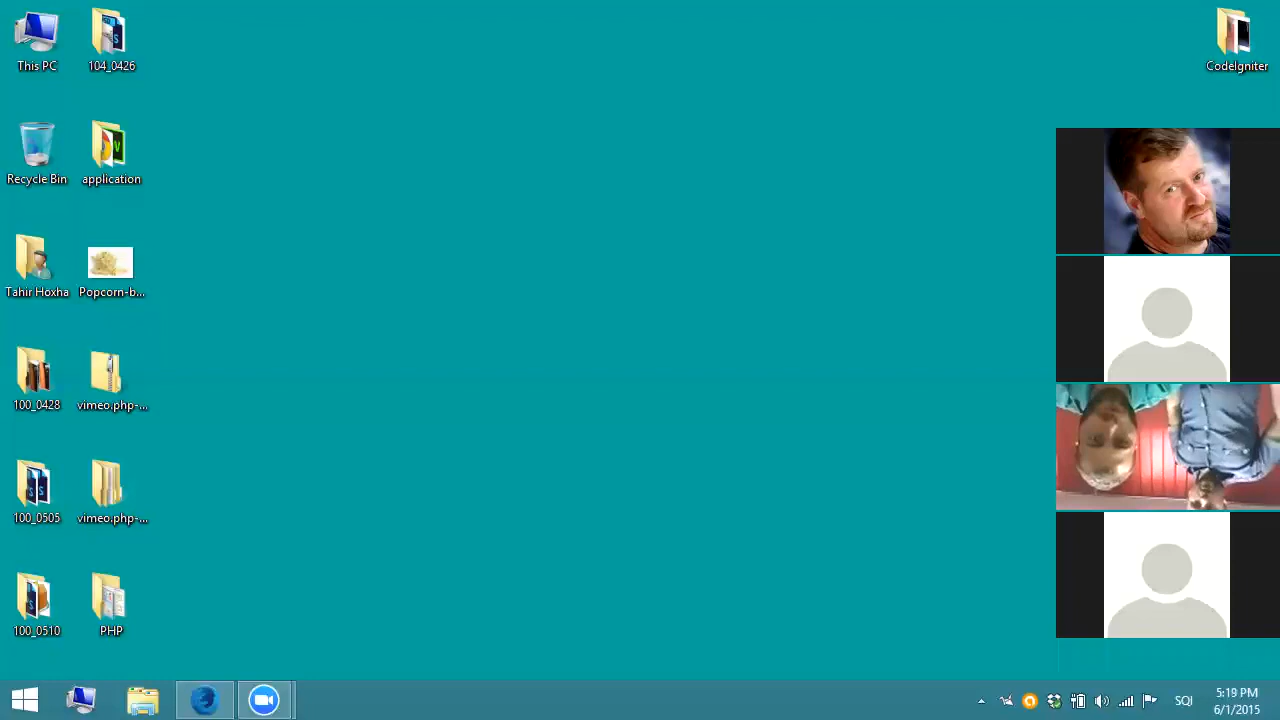 This PC
104_0426
CodeIgniter
Recycle Bin
application
Tahir Hoxha
Popcorn-b...
100_0428
vimeo.php-...
100_0505
vimeo.php-...
100_0510
PHP
SQI
5:19 PM
6/1/2015